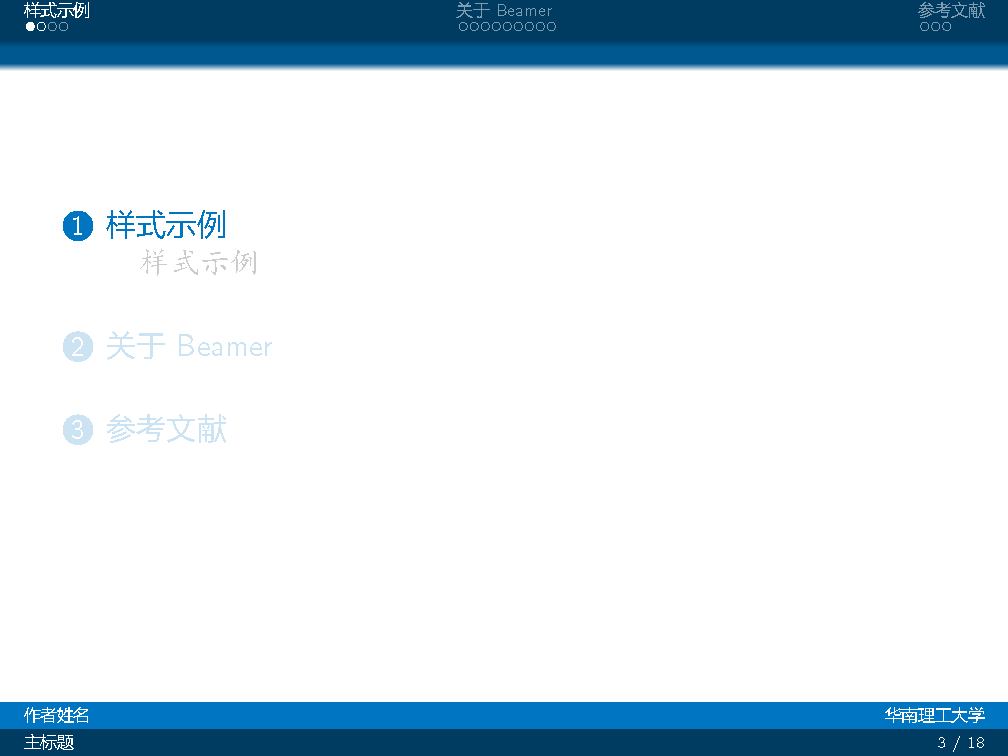 样式示例 关于 Beamer 参考文献
1 样式示例
样式示例
2 关于 Beamer
3 参考文献
作者姓名 华南理工大学
主标题 3 / 18